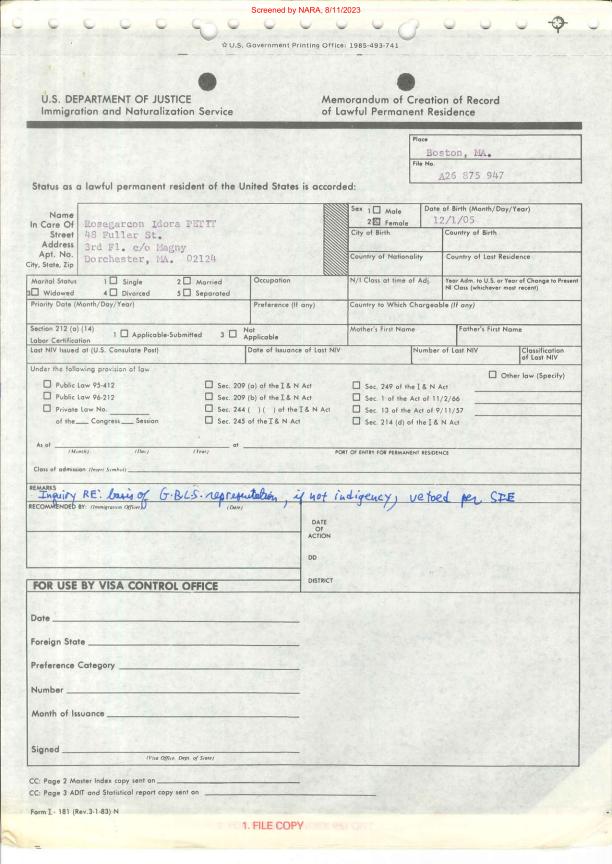 Screened by NARA, 8/11/2023
☆ U.S. Government Printing Office: 1985-493-741
U.S. DEPARTMENT OF JUSTICE
Immigration and Naturalization Service
Memorandum of Creation of Record
of Lawful Permanent Residence
Place
Boston, MA.
File No.
A26 875 947
Status as a lawful permanent resident of the United States is accorded:
Name
In Care Of
Street
Address
Apt. No.
City, State, Zip
Rosegarcon Idora PETIT
48 Fuller St.
3rd Fl. c/o Magny
Dorchester, MA. 02124
Sex 1 ☐ Male
2 ☒ Female
Date of Birth (Month/Day/Year)
12/1/05
City of Birth
Country of Birth
Country of Nationality
Country of Last Residence
Marital Status 1 ☐ Single 2 ☐ Married
3 ☐ Widowed 4 ☐ Divorced 5 ☐ Separated
Occupation
N/I Class at time of Adj.
Year Adm. to U.S. or Year of Change to Present
NI Class (whichever most recent)
Priority Date (Month/Day/Year)
Preference (If any)
Country to Which Chargeable (If any)
Section 212 (a) (14)
Labor Certification
1 ☐ Applicable-Submitted 3 ☐ Not Applicable
Mother's First Name
Father's First Name
Last NIV Issued at (U.S. Consulate Post)
Date of Issuance of Last NIV
Number of Last NIV
Classification
of Last NIV
Under the following provision of law
☐ Other law (Specify)
☐ Public Law 95-412 ☐ Sec. 209 (a) of the I & N Act ☐ Sec. 249 of the I & N Act
☐ Public Law 96-212 ☐ Sec. 209 (b) of the I & N Act ☐ Sec. 1 of the Act of 11/2/66
☐ Private Law No. ☐ Sec. 244 ( ) ( ) of the I & N Act ☐ Sec. 13 of the Act of 9/11/57
of the Congress Session ☐ Sec. 245 of the I & N Act ☐ Sec. 214 (d) of the I & N Act
As of at
(Month) (Day) (Year) PORT OF ENTRY FOR PERMANENT RESIDENCE
Class of admission (Insert Symbol)
REMARKS
Inquiry RE: basis of G.B.L.S. representation, if not indigency, vetoed per
RECOMMENDED BY: (Immigration Officer) (Date)
DATE
OF
ACTION
DD
DISTRICT
FOR USE BY VISA CONTROL OFFICE
Date
Foreign State
Preference Category
Number
Month of Issuance
Signed
(Visa Office, Dept. of State)
CC: Page 2 Master Index copy sent on
CC: Page 3 ADIT and Statistical report copy sent on
Form I - 181 (Rev.3-1-83) N
1. FILE COPY